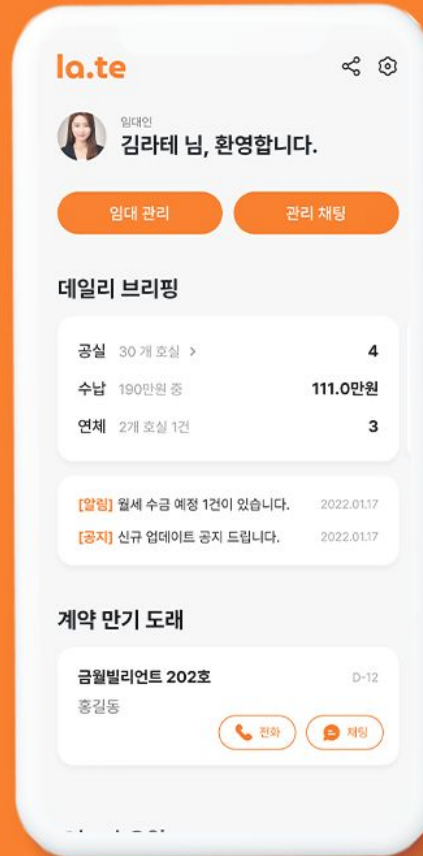 la.te
임대인
김라테 님, 환영합니다.
임대 관리 관리 채팅
데일리 브리핑
공실 30 개 호실 > 4
수납 190만원 중 111.0만원
연체 2개 호실 1건 3
[알림] 월세 수금 예정 1건이 있습니다. 2022.01.17
[공지] 신규 업데이트 공지 드립니다. 2022.01.17
계약 만기 도래
금월빌리언트 202호 D-12
홍길동
전화 채팅